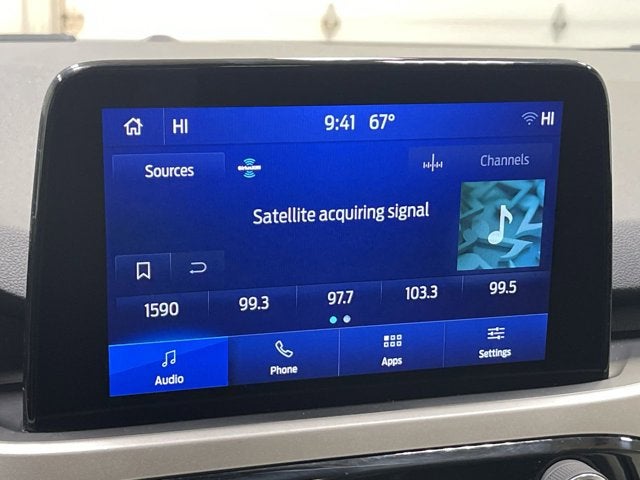 HI 9:41 67° HI
Sources SiriusXM Channels
Satellite acquiring signal
1590 99.3 97.7 103.3 99.5
Audio Phone Apps Settings